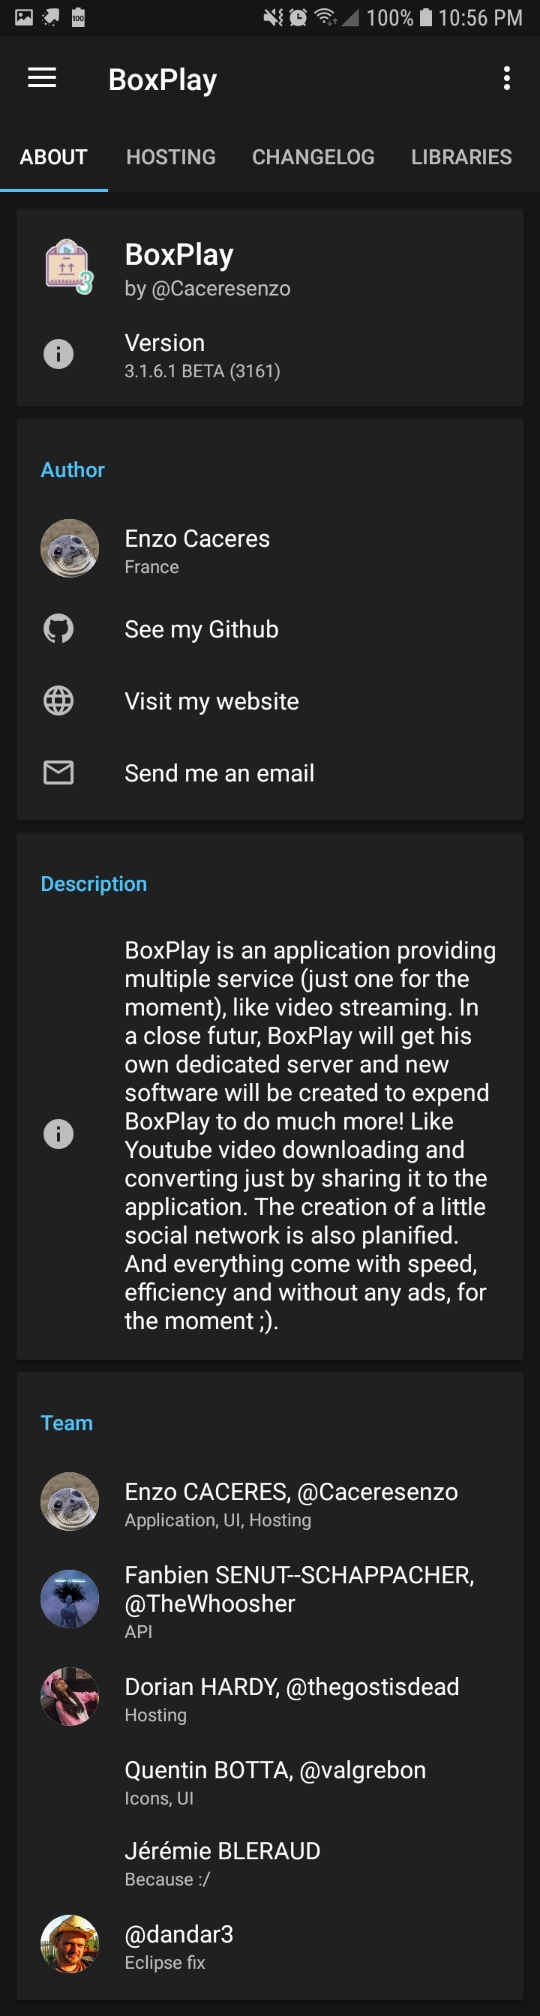 100% 10:56 PM
BoxPlay
ABOUT HOSTING CHANGELOG LIBRARIES
BoxPlay
by @Caceresenzo
Version
3.1.6.1 BETA (3161)
Author
Enzo Caceres
France
See my Github
Visit my website
Send me an email
Description
BoxPlay is an application providing
multiple service (just one for the
moment), like video streaming. In
a close futur, BoxPlay will get his
own dedicated server and new
software will be created to expend
BoxPlay to do much more! Like
Youtube video downloading and
converting just by sharing it to the
application. The creation of a little
social network is also planified.
And everything come with speed,
efficiency and without any ads, for
the moment ;).
Team
Enzo CACERES, @Caceresenzo
Application, UI, Hosting
Fanbien SENUT--SCHAPPACHER,
@TheWhoosher
API
Dorian HARDY, @thegostisdead
Hosting
Quentin BOTTA, @valgrebon
Icons, UI
Jérémie BLERAUD
Because :/
@dandar3
Eclipse fix